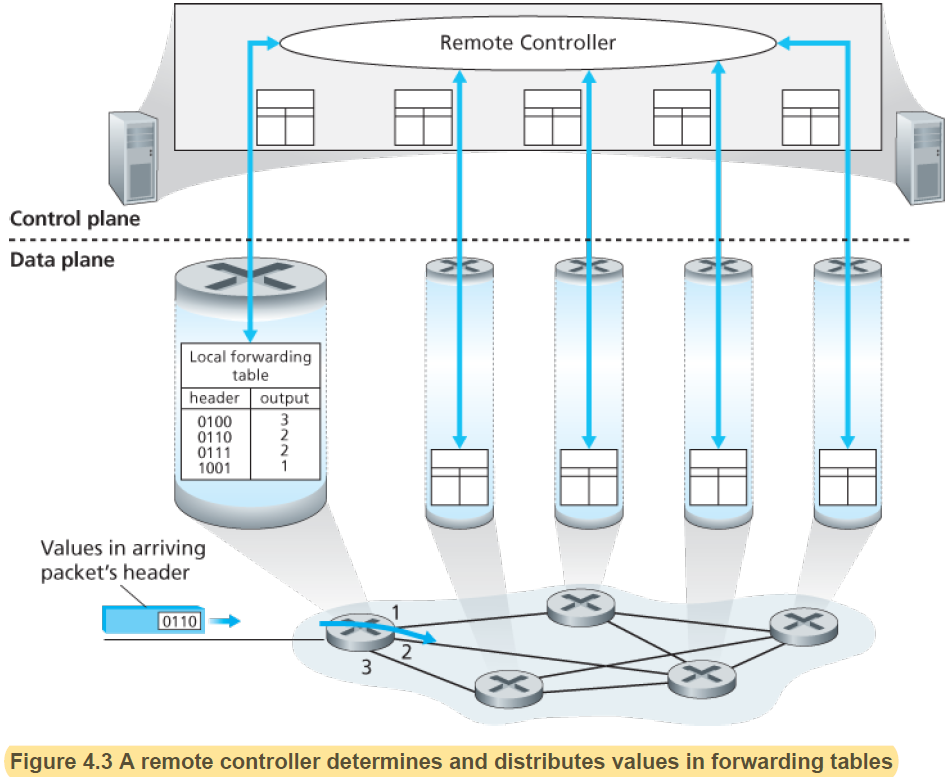 Remote Controller
Control plane
Data plane
Local forwarding
table
header output
0100 3
0110 2
0111 2
1001 1
Values in arriving
packet's header
0110
1
2
3
Figure 4.3 A remote controller determines and distributes values in forwarding tables